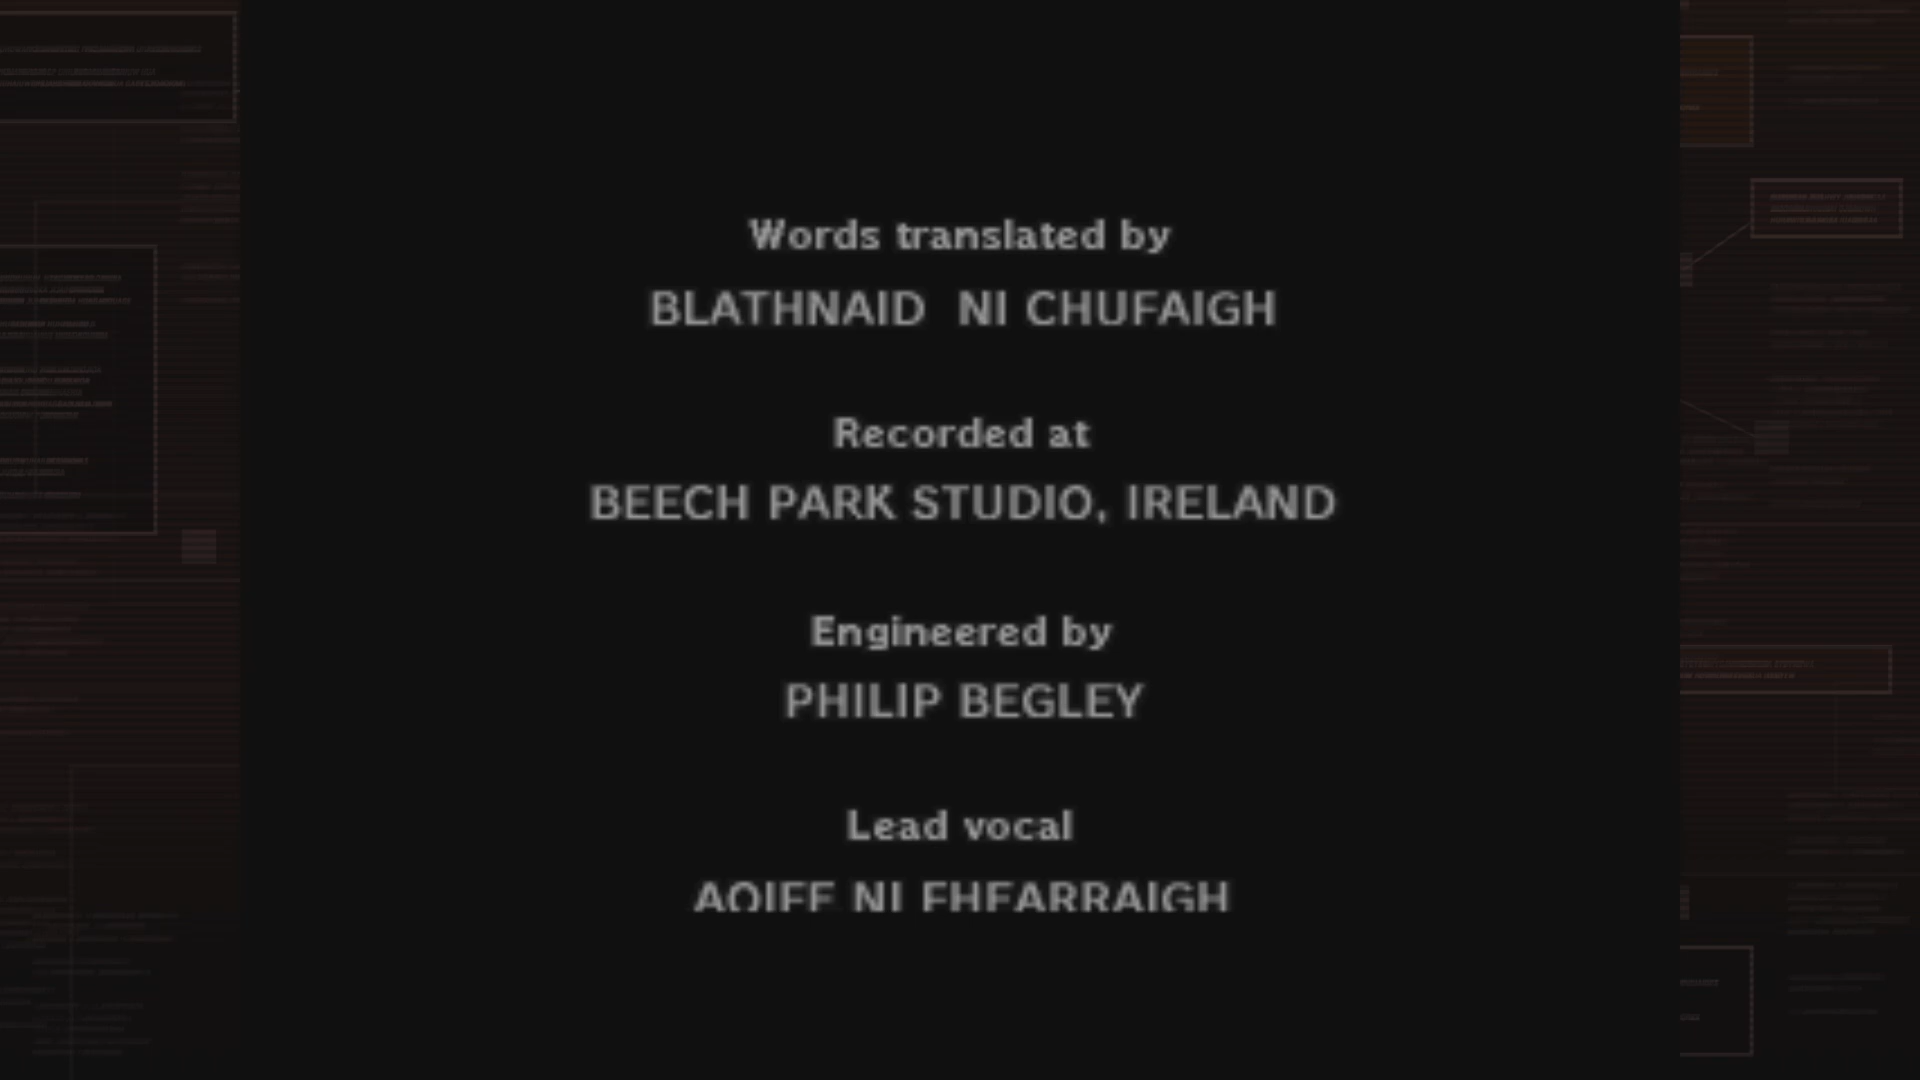 Words translated by
BLATHNAID NI CHUFAIGH
Recorded at
BEECH PARK STUDIO, IRELAND
Engineered by
PHILIP BEGLEY
Lead vocal
AOIFE NI FHEARRAIGH